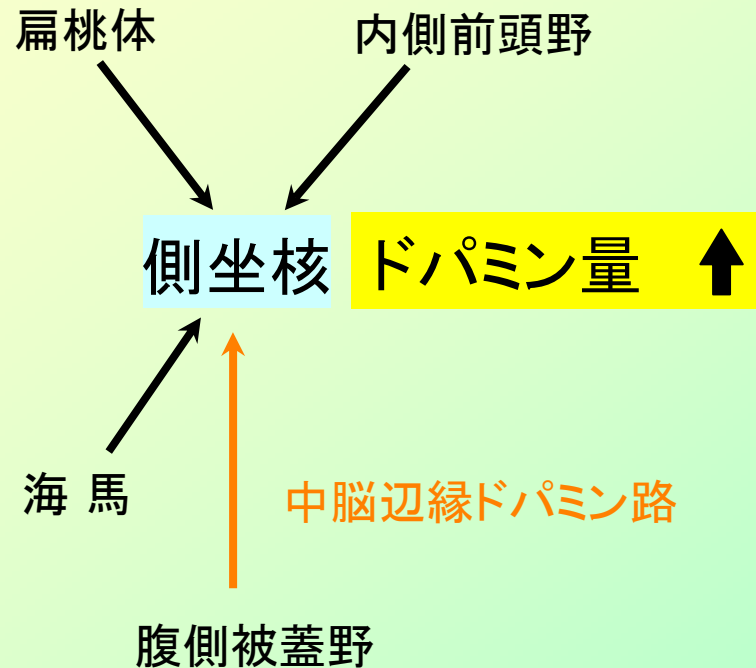 扁桃体
内側前頭野
側坐核
ドパミン量
海 馬
中脳辺縁ドパミン路
腹側被蓋野